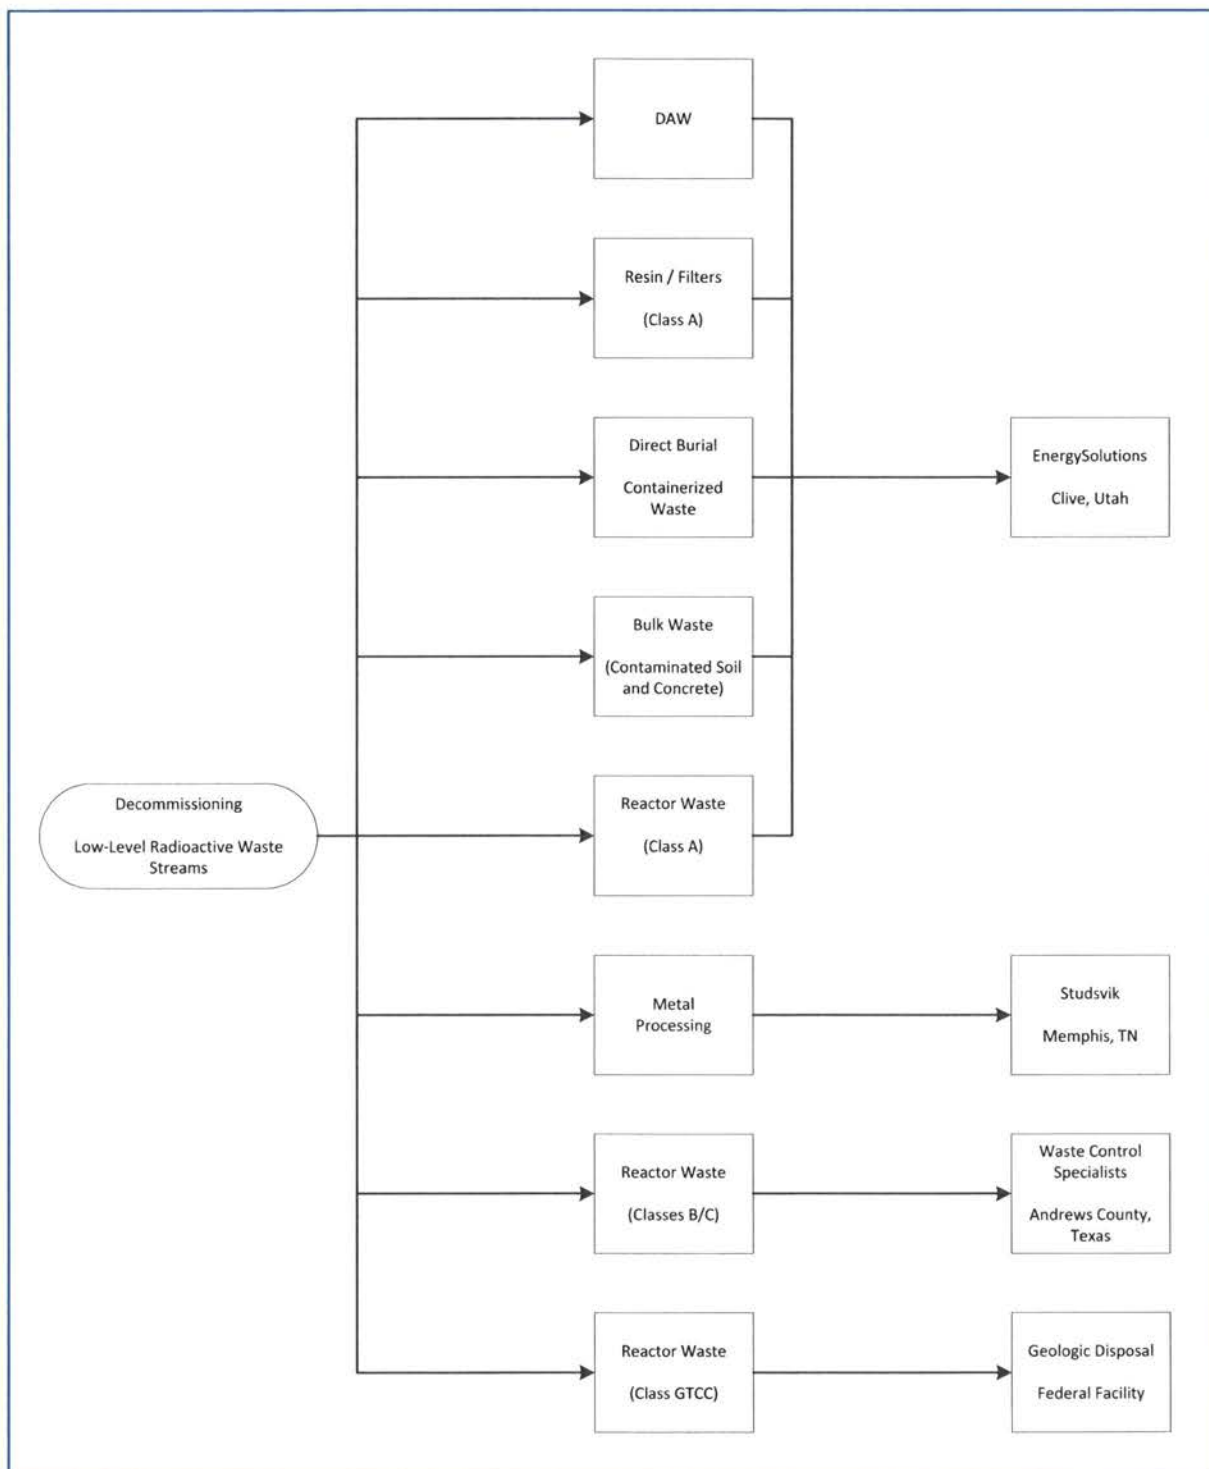 DAW
Resin / Filters
(Class A)
Direct Burial
Containerized
Waste
EnergySolutions
Clive, Utah
Bulk Waste
(Contaminated Soil
and Concrete)
Decommissioning
Low-Level Radioactive Waste
Streams
Reactor Waste
(Class A)
Metal
Processing
Studsvik
Memphis, TN
Reactor Waste
(Classes B/C)
Waste Control
Specialists
Andrews County,
Texas
Reactor Waste
(Class GTCC)
Geologic Disposal
Federal Facility